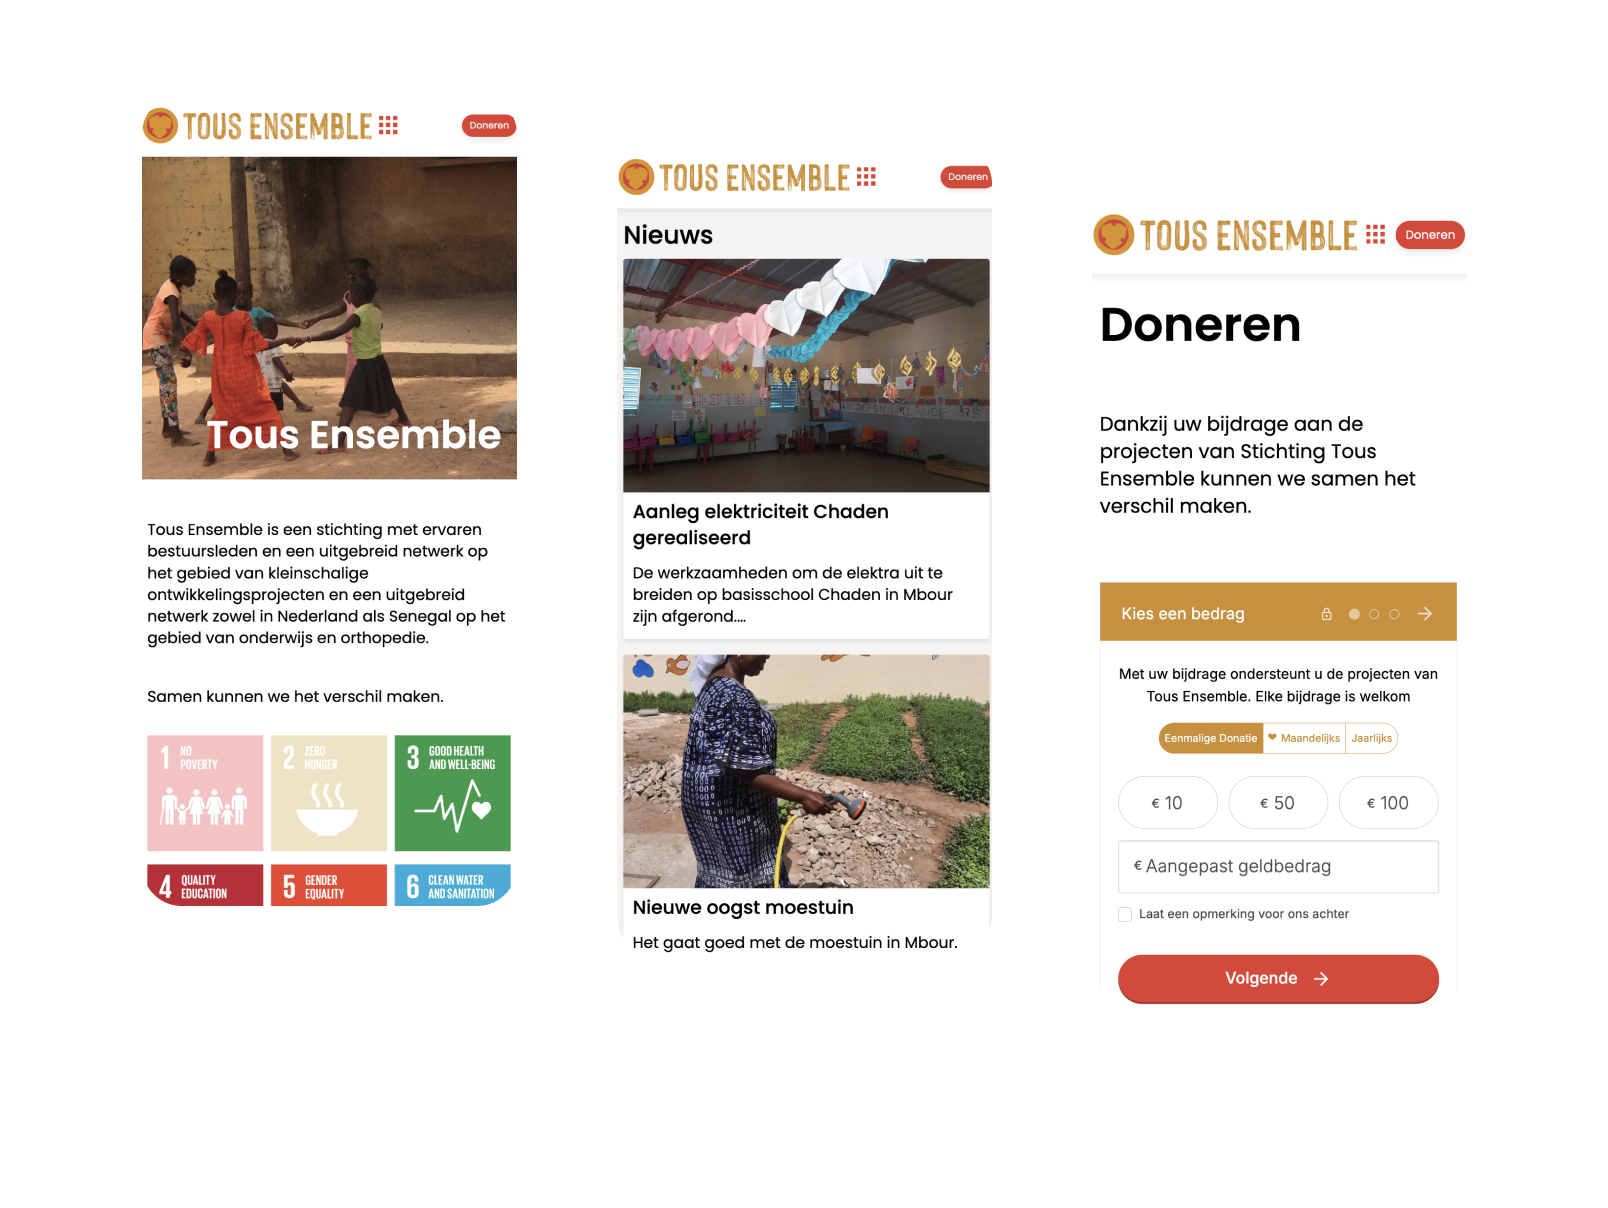 TOUS ENSEMBLE
Doneren
Tous Ensemble
Tous Ensemble is een stichting met ervaren
bestuursleden en een uitgebreid netwerk op
het gebied van kleinschalige
ontwikkelingsprojecten en een uitgebreid
netwerk zowel in Nederland als Senegal op het
gebied van onderwijs en orthopedie.
Samen kunnen we het verschil maken.
1 NO
POVERTY
2 ZERO
HUNGER
3 GOOD HEALTH
AND WELL-BEING
4 QUALITY
EDUCATION
5 GENDER
EQUALITY
6 CLEAN WATER
AND SANITATION
TOUS ENSEMBLE
Doneren
Nieuws
Aanleg elektriciteit Chaden
gerealiseerd
De werkzaamheden om de elektra uit te
breiden op basisschool Chaden in Mbour
zijn afgerond....
Nieuwe oogst moestuin
Het gaat goed met de moestuin in Mbour.
TOUS ENSEMBLE
Doneren
Doneren
Dankzij uw bijdrage aan de
projecten van Stichting Tous
Ensemble kunnen we samen het
verschil maken.
Kies een bedrag
Met uw bijdrage ondersteunt u de projecten van
Tous Ensemble. Elke bijdrage is welkom
Eenmalige Donatie ❤ Maandelijks Jaarlijks
€ 10 € 50 € 100
€ Aangepast geldbedrag
Laat een opmerking voor ons achter
Volgende →